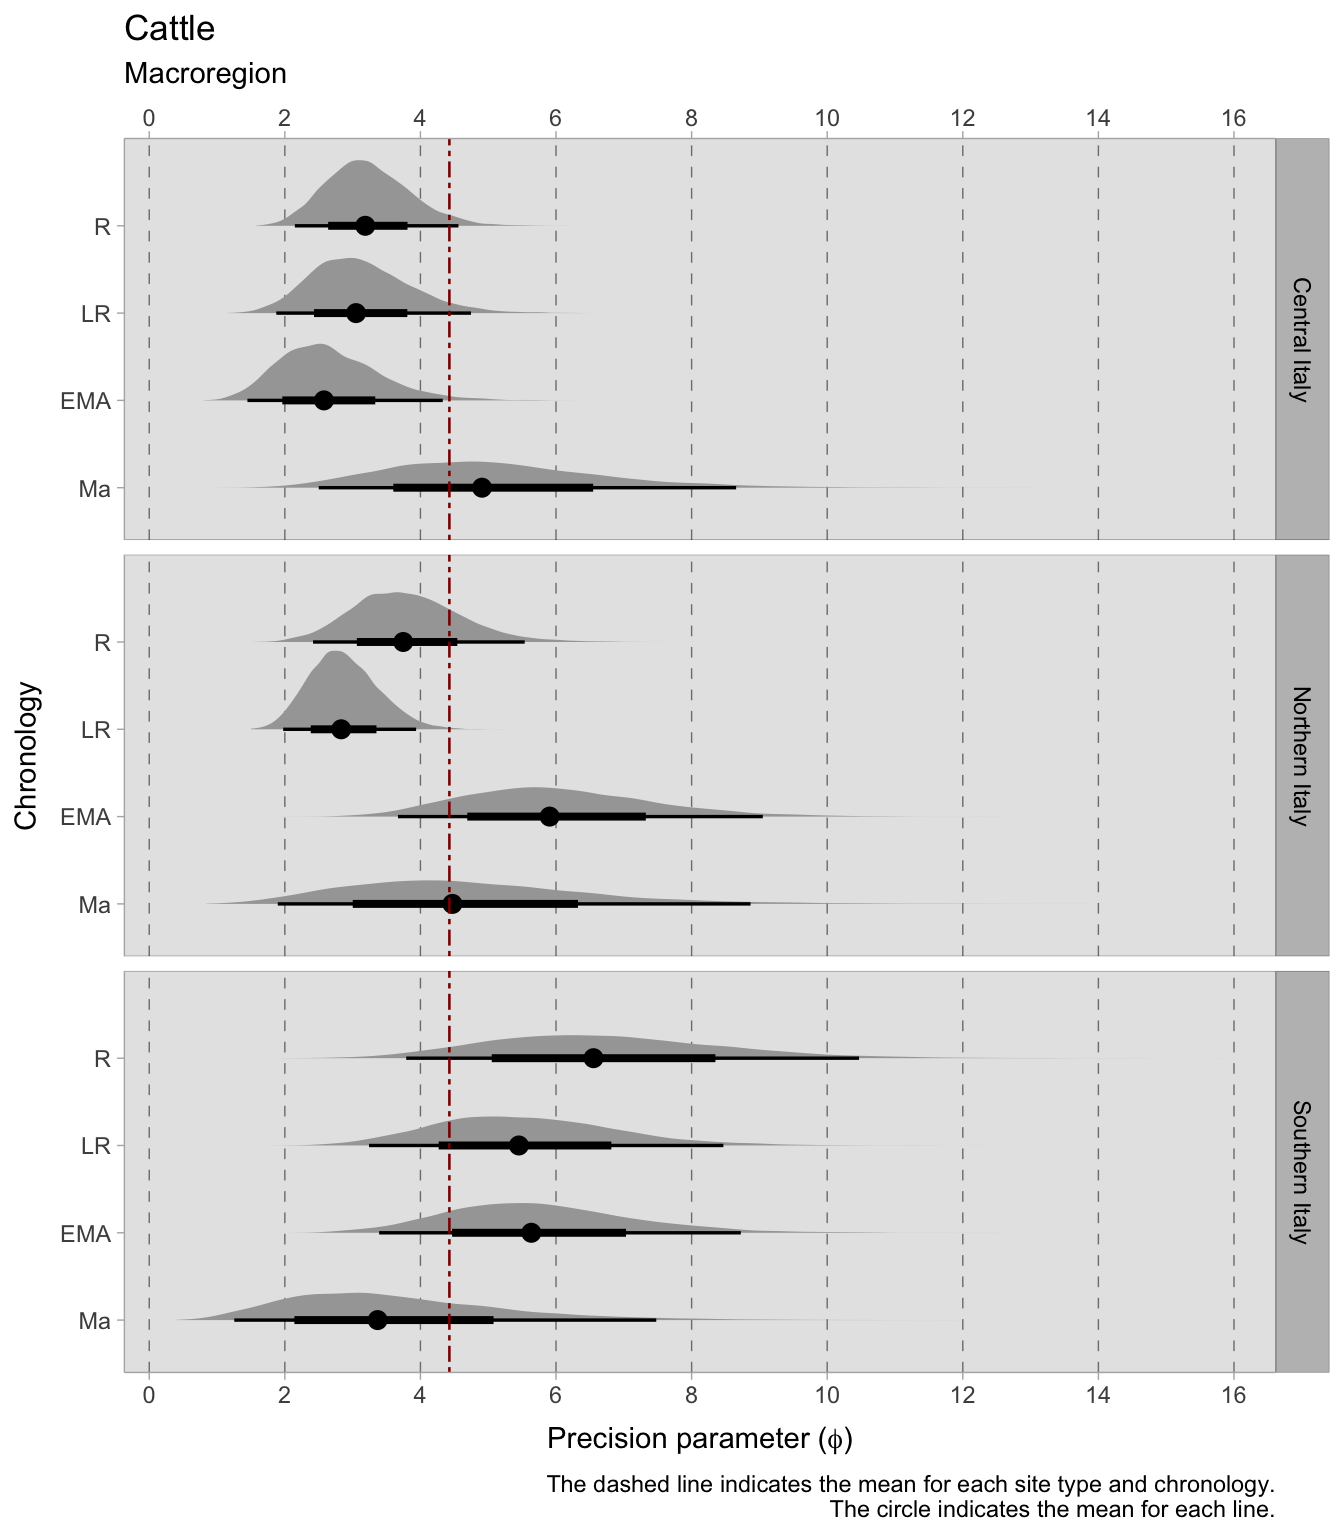 Cattle
Macroregion
0 2 4 6 8 10 12 14 16
R
LR
EMA
Ma
Central Italy
R
LR
EMA
Ma
Northern Italy
Chronology
R
LR
EMA
Ma
Southern Italy
0 2 4 6 8 10 12 14 16
Precision parameter (ϕ)
The dashed line indicates the mean for each site type and chronology.
The circle indicates the mean for each line.